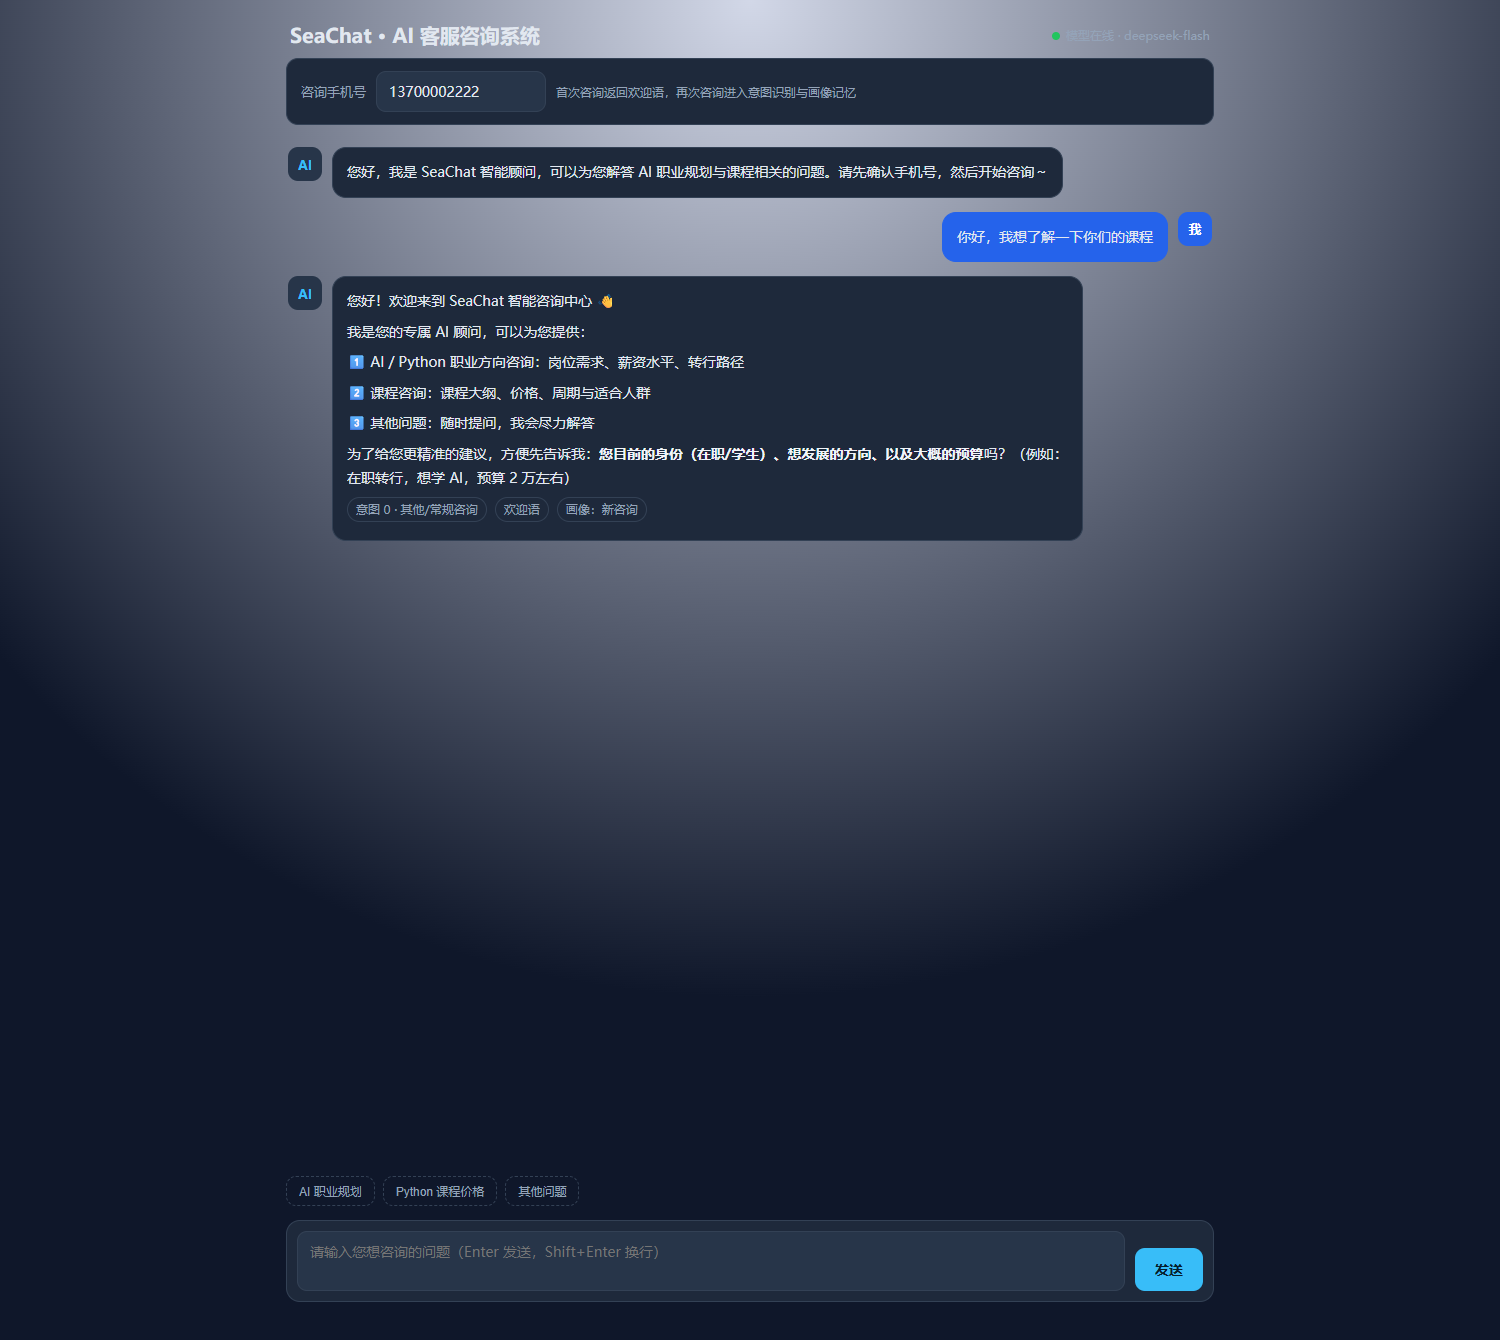 SeaChat • AI 客服咨询系统
模型在线 · deepseek-flash
咨询手机号 13700002222 首次咨询返回欢迎语，再次咨询进入意图识别与画像记忆
AI
您好，我是 SeaChat 智能顾问，可以为您解答 AI 职业规划与课程相关的问题。请先确认手机号，然后开始咨询～
你好，我想了解一下你们的课程
我
AI
您好！欢迎来到 SeaChat 智能咨询中心 👋
我是您的专属 AI 顾问，可以为您提供：
1️⃣ AI / Python 职业方向咨询：岗位需求、薪资水平、转行路径
2️⃣ 课程咨询：课程大纲、价格、周期与适合人群
3️⃣ 其他问题：随时提问，我会尽力解答
为了给您更精准的建议，方便先告诉我：您目前的身份（在职/学生）、想发展的方向、以及大概的预算吗？（例如：
在职转行，想学 AI，预算 2 万左右）
意图 0 · 其他/常规咨询 欢迎语 画像：新咨询
AI 职业规划 Python 课程价格 其他问题
请输入您想咨询的问题（Enter 发送，Shift+Enter 换行）
发送